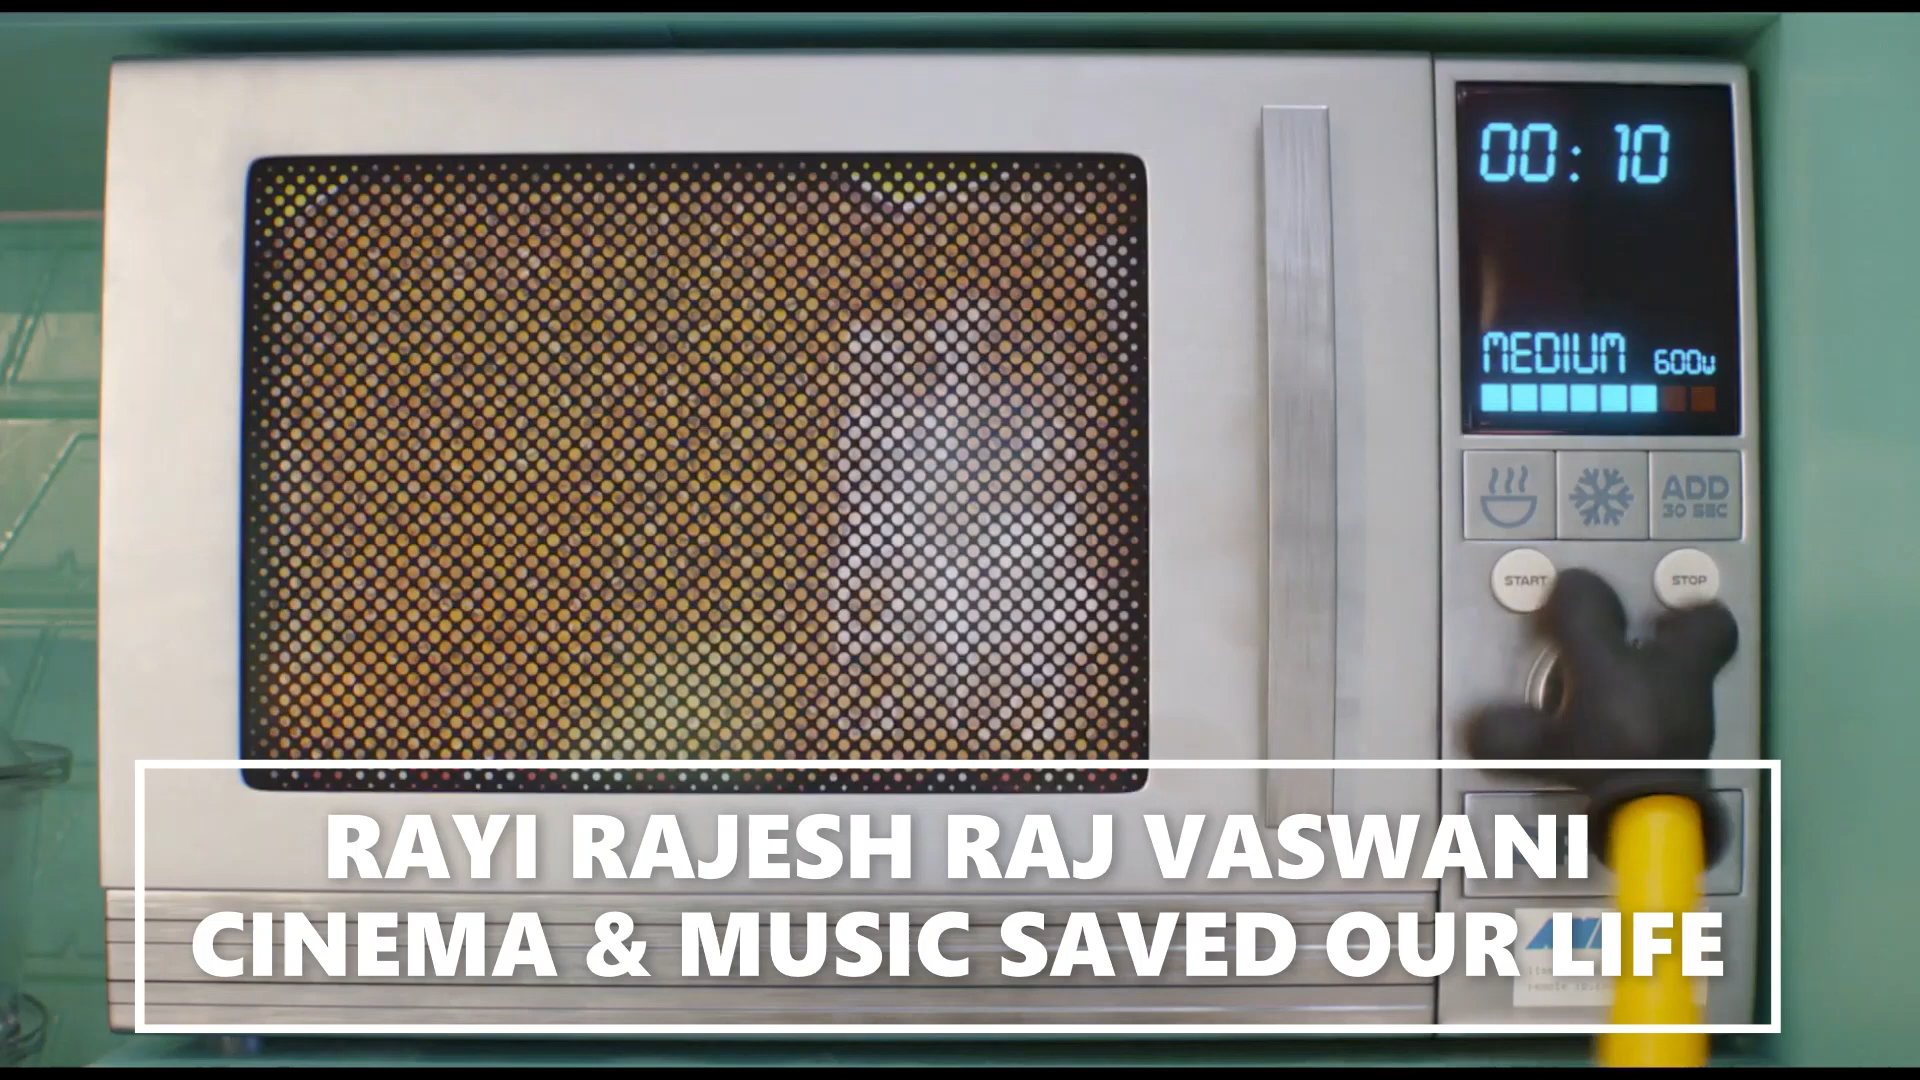 00:10
MEDIUM 600w
ADD
30 SEC
START
STOP
RAYI RAJESH RAJ VASWANI
CINEMA & MUSIC SAVED OUR LIFE